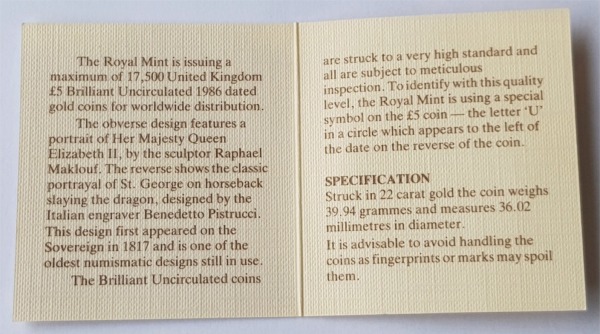 The Royal Mint is issuing a
maximum of 17,500 United Kingdom
£5 Brilliant Uncirculated 1986 dated
gold coins for worldwide distribution.
The obverse design features a
portrait of Her Majesty Queen
Elizabeth II, by the sculptor Raphael
Maklouf. The reverse shows the classic
portrayal of St. George on horseback
slaying the dragon, designed by the
Italian engraver Benedetto Pistrucci.
This design first appeared on the
Sovereign in 1817 and is one of the
oldest numismatic designs still in use.
The Brilliant Uncirculated coins
are struck to a very high standard and
all are subject to meticulous
inspection. To identify with this quality
level, the Royal Mint is using a special
symbol on the £5 coin — the letter ‘U’
in a circle which appears to the left of
the date on the reverse of the coin.
SPECIFICATION
Struck in 22 carat gold the coin weighs
39.94 grammes and measures 36.02
millimetres in diameter.
It is advisable to avoid handling the
coins as fingerprints or marks may spoil
them.